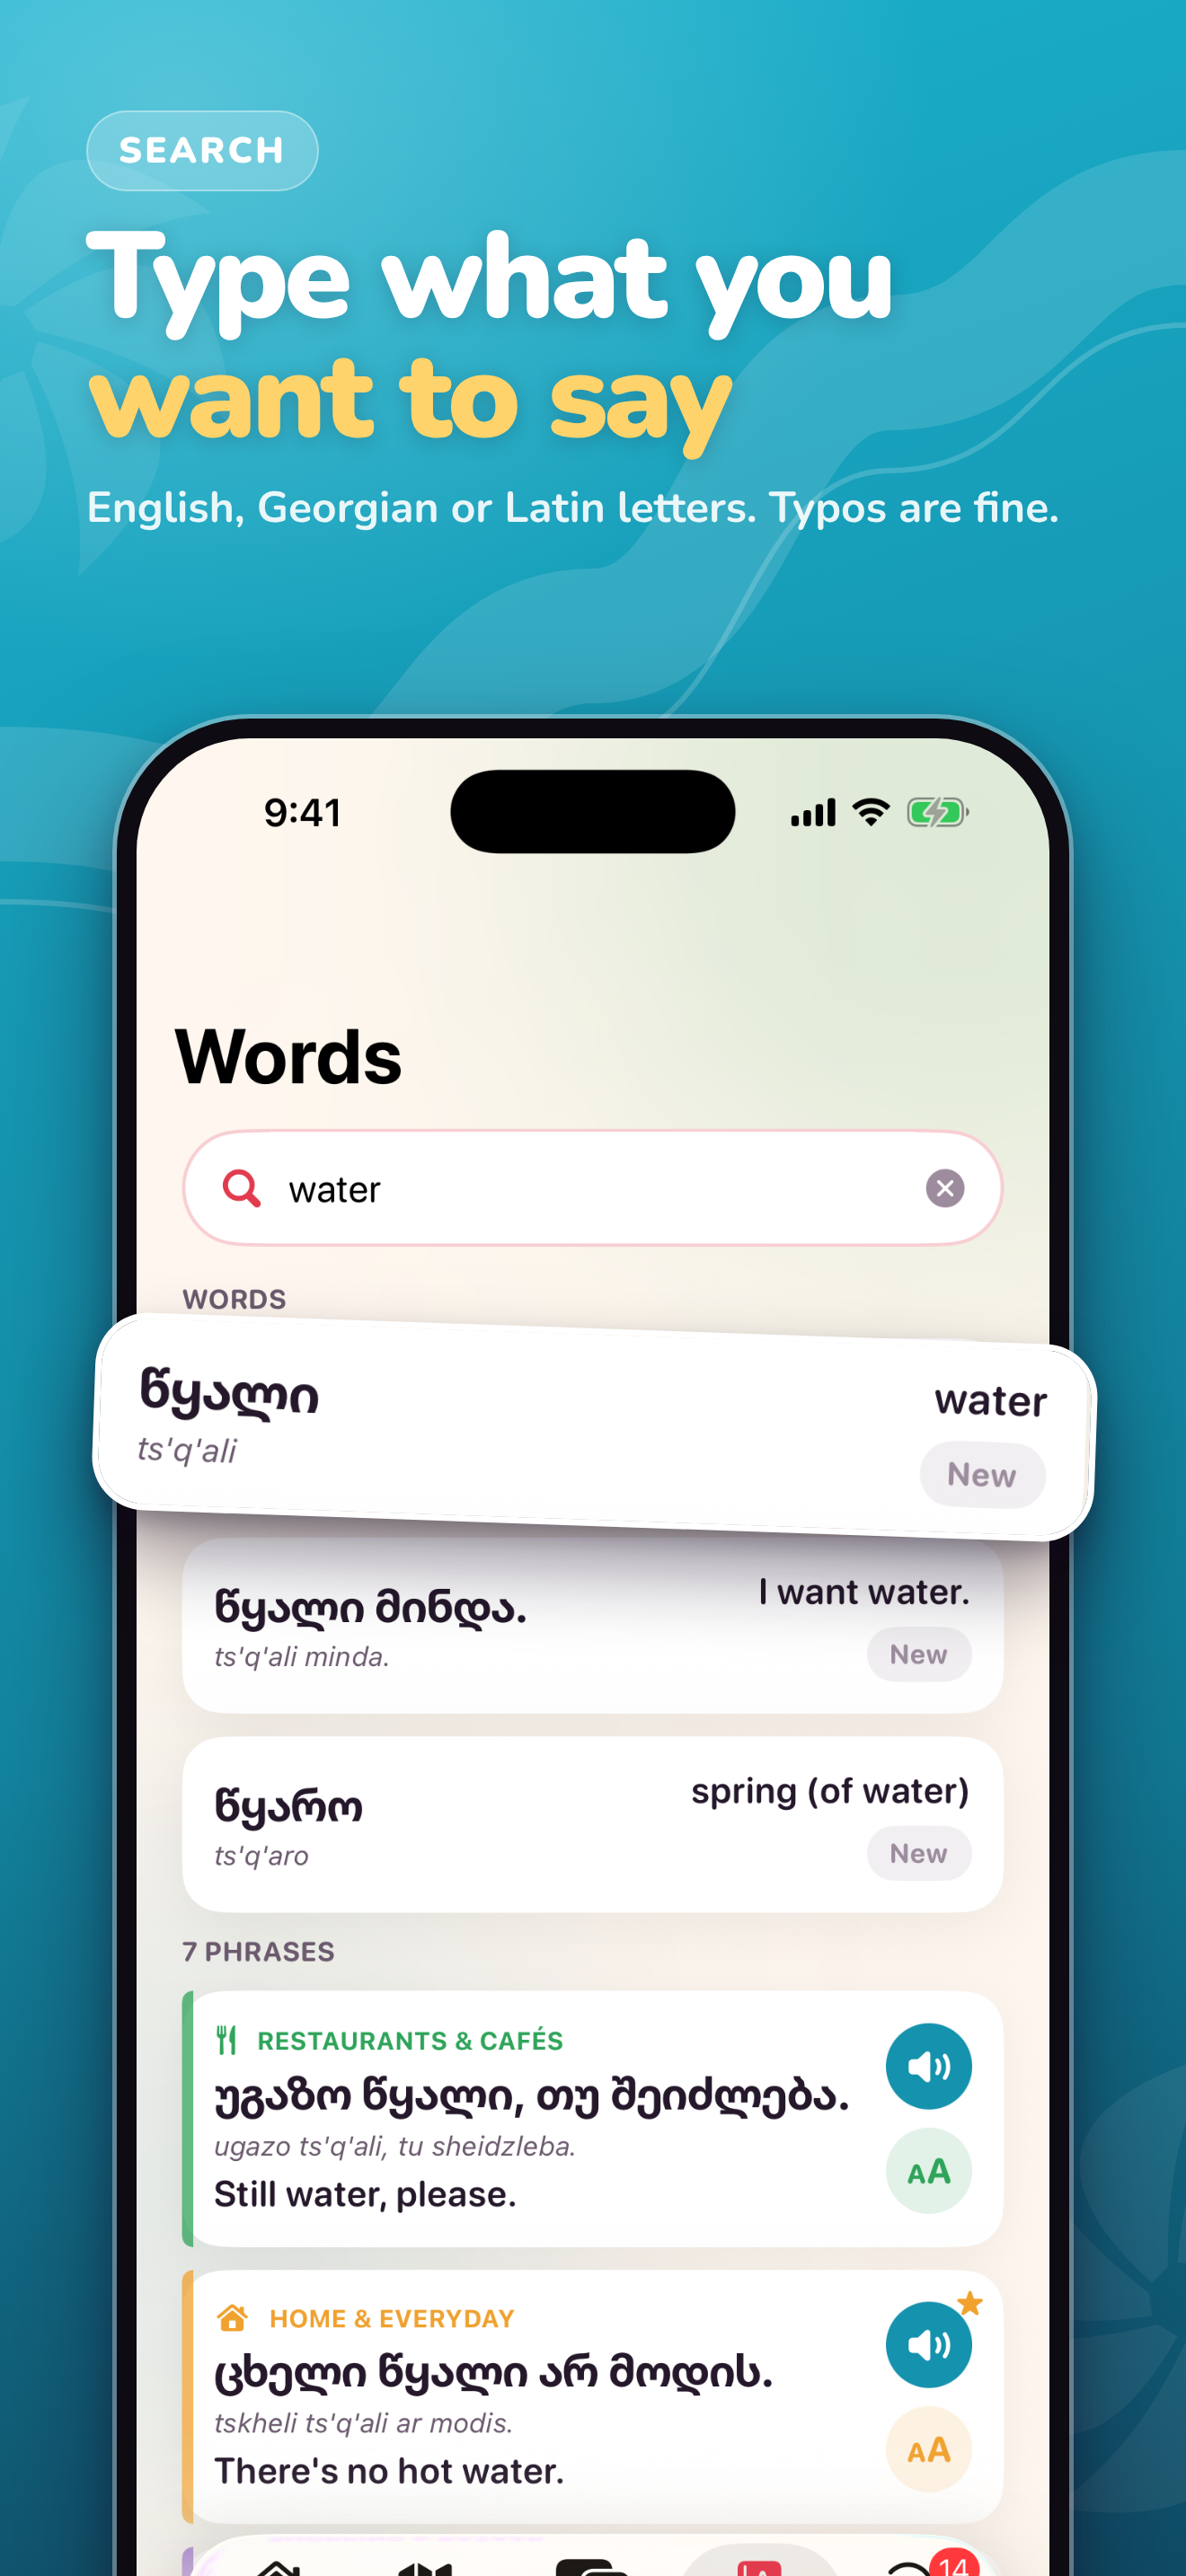 SEARCH
Type what you
want to say
English, Georgian or Latin letters. Typos are fine.
9:41
Words
water
WORDS
წყალი
water
ts'q'ali
New
წყალი მინდა.
I want water.
ts'q'ali minda.
New
წყარო
spring (of water)
ts'q'aro
New
7 PHRASES
RESTAURANTS & CAFÉS
უგაზო წყალი, თუ შეიძლება.
ugazo ts'q'ali, tu sheidzleba.
Still water, please.
AA
HOME & EVERYDAY
ცხელი წყალი არ მოდის.
tskheli ts'q'ali ar modis.
There's no hot water.
AA
14